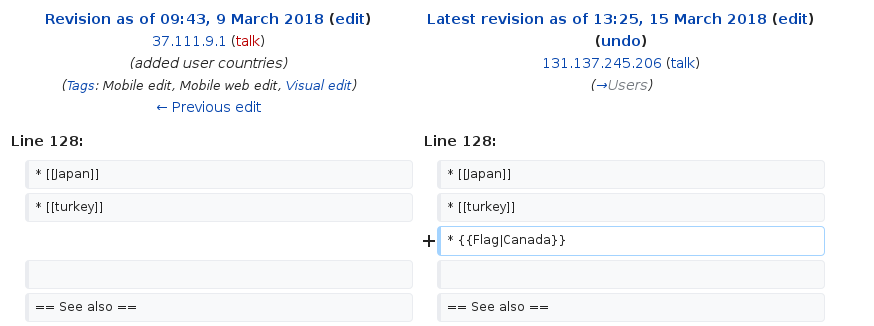 Revision as of 09:43, 9 March 2018 (edit)
37.111.9.1 (talk)
(added user countries)
(Tags: Mobile edit, Mobile web edit, Visual edit)
← Previous edit
Latest revision as of 13:25, 15 March 2018 (edit)
(undo)
131.137.245.206 (talk)
(→Users)
Line 128:
Line 128:
* [[Japan]]
* [[Japan]]
* [[turkey]]
* [[turkey]]
+ * {{Flag|Canada}}
== See also ==
== See also ==